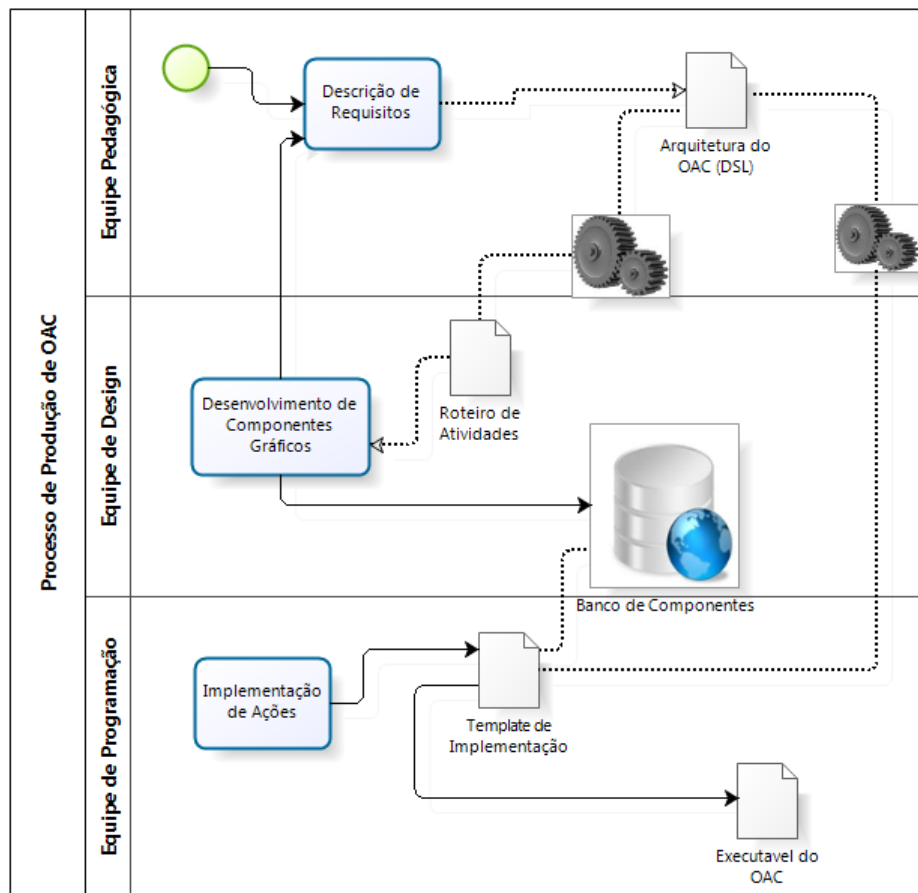 Processo de Produção de OAC
Equipe Pedagógica
Descrição de
Requisitos
Arquitetura do
OAC (DSL)
Equipe de Design
Desenvolvimento de
Componentes
Gráficos
Roteiro de
Atividades
Banco de Componentes
Equipe de Programação
Implementação
de Ações
Template de
Implementação
Executavel do
OAC